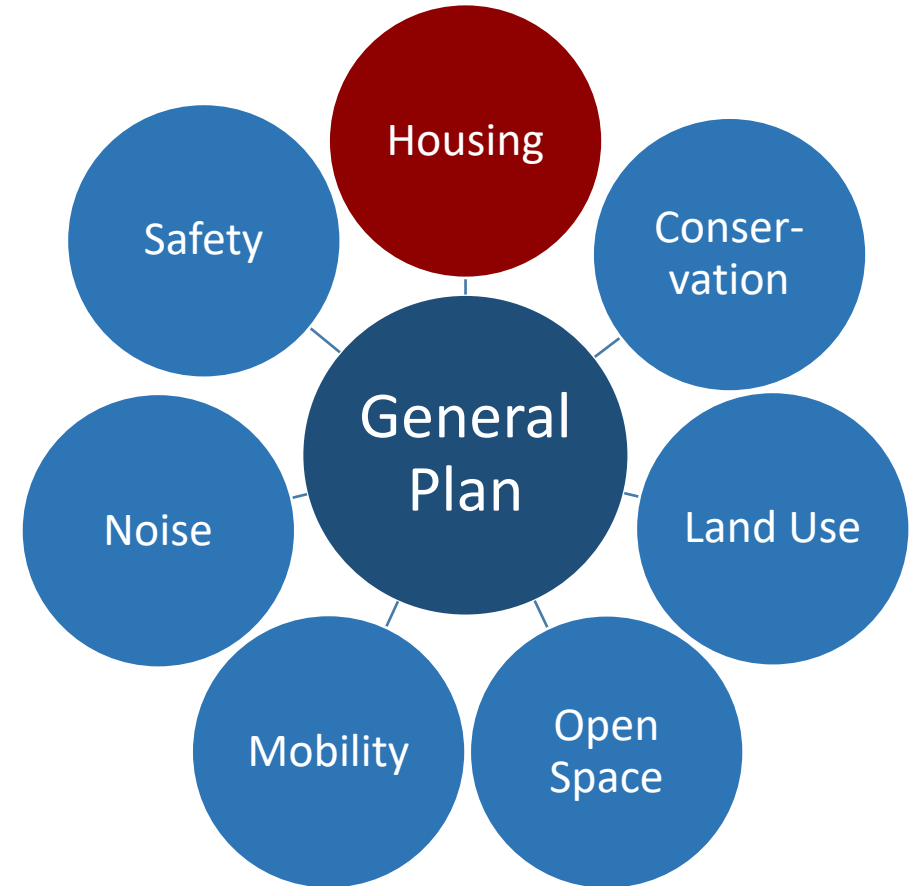 Housing
Conser-
vation
Safety
General
Plan
Land Use
Noise
Open
Space
Mobility